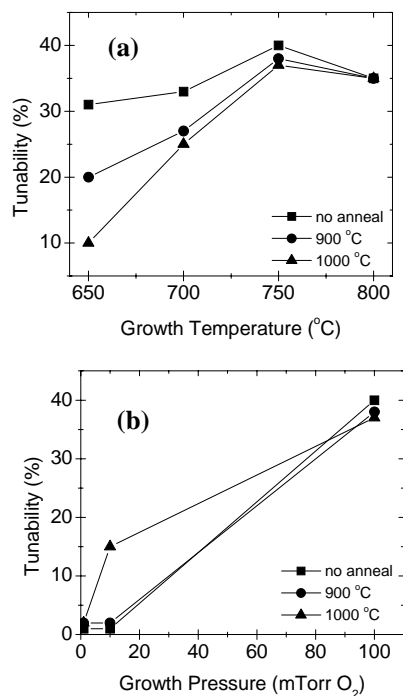 40
(a)
30
20
10
Tunability (%)
no anneal
900 °C
1000 °C
650 700 750 800
Growth Temperature (°C)
40
(b)
30
20
10
0
Tunability (%)
no anneal
900 °C
1000 °C
0 20 40 60 80 100
Growth Pressure (mTorr O₂)